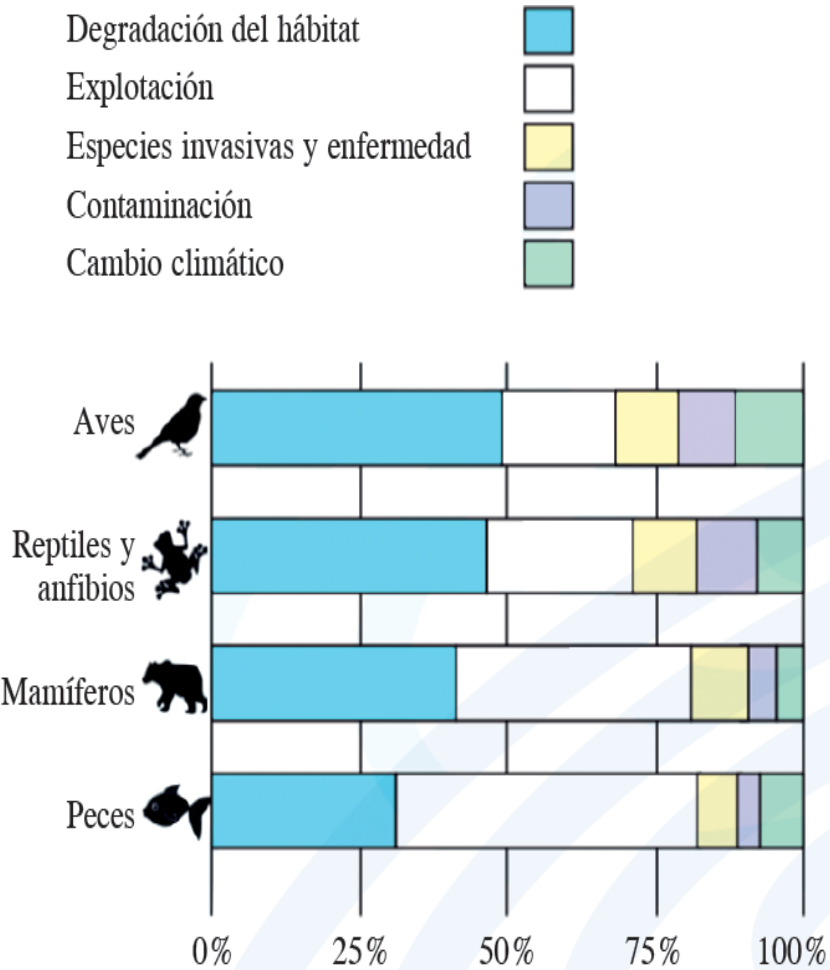 Degradación del hábitat
Explotación
Especies invasivas y enfermedad
Contaminación
Cambio climático
Aves
Reptiles y
anfibios
Mamíferos
Peces
0% 25% 50% 75% 100%